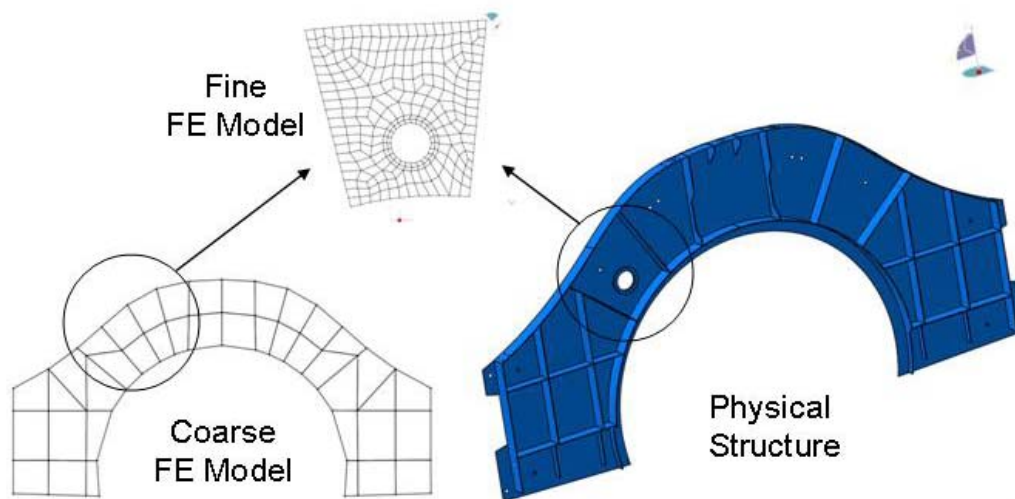 Fine
FE Model
Coarse
FE Model
Physical
Structure